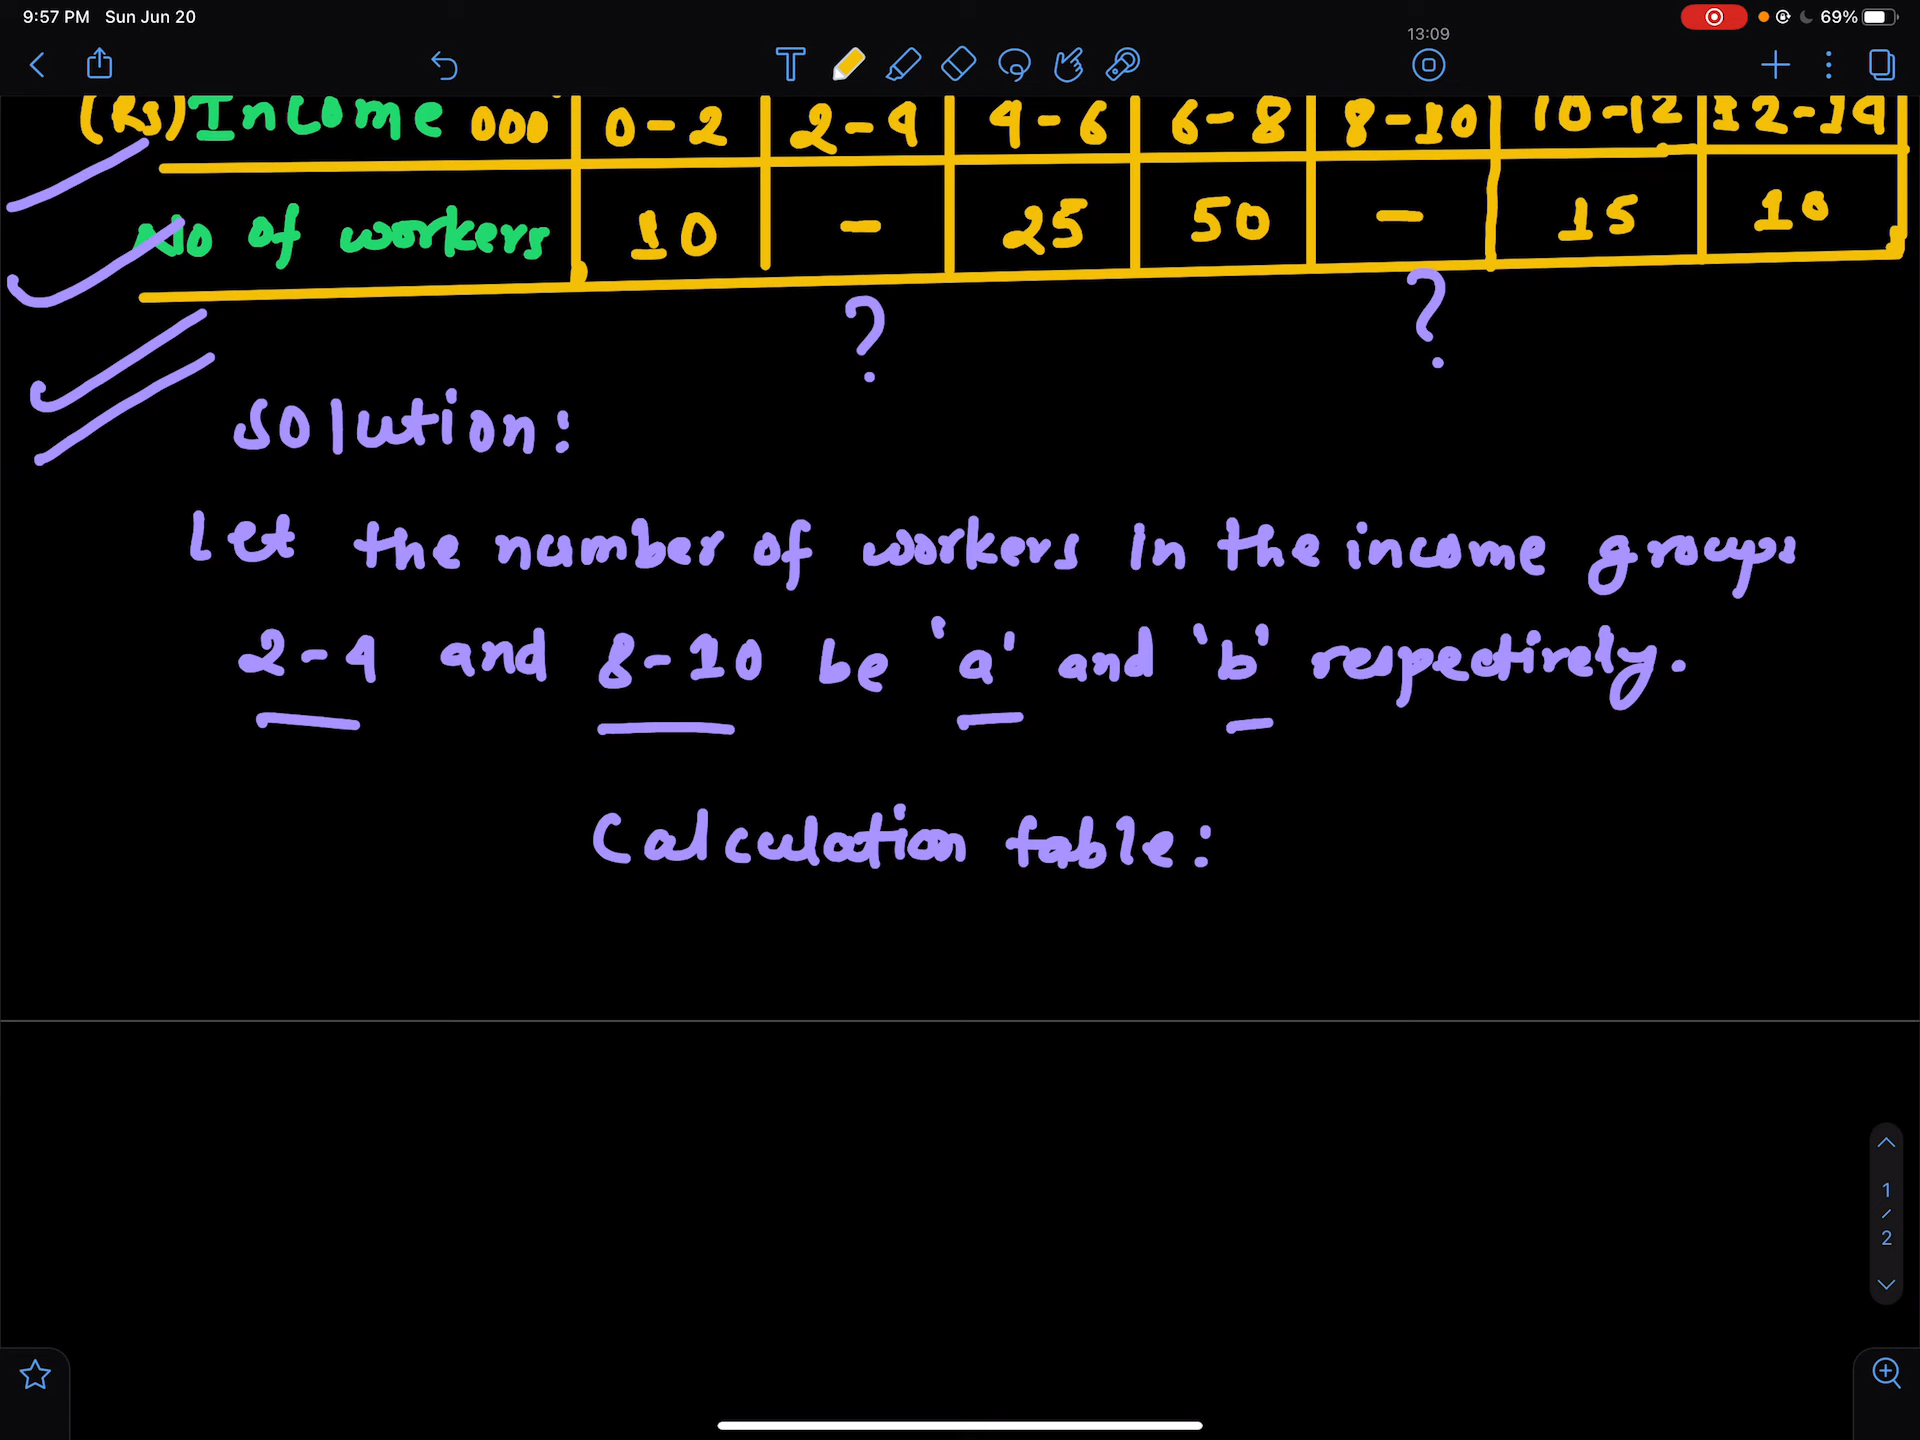 9:57 PM Sun Jun 20
69%
13:09
(Rs) Income 000' 0-2 2-4 4-6 6-8 8-10 10-12 12-14
No of workers 10 - 25 50 - 15 10
? ?
Solution:
Let the number of workers in the income groups
2-4 and 8-10 be 'a' and 'b' respectively.
Calculation table:
1
/
2